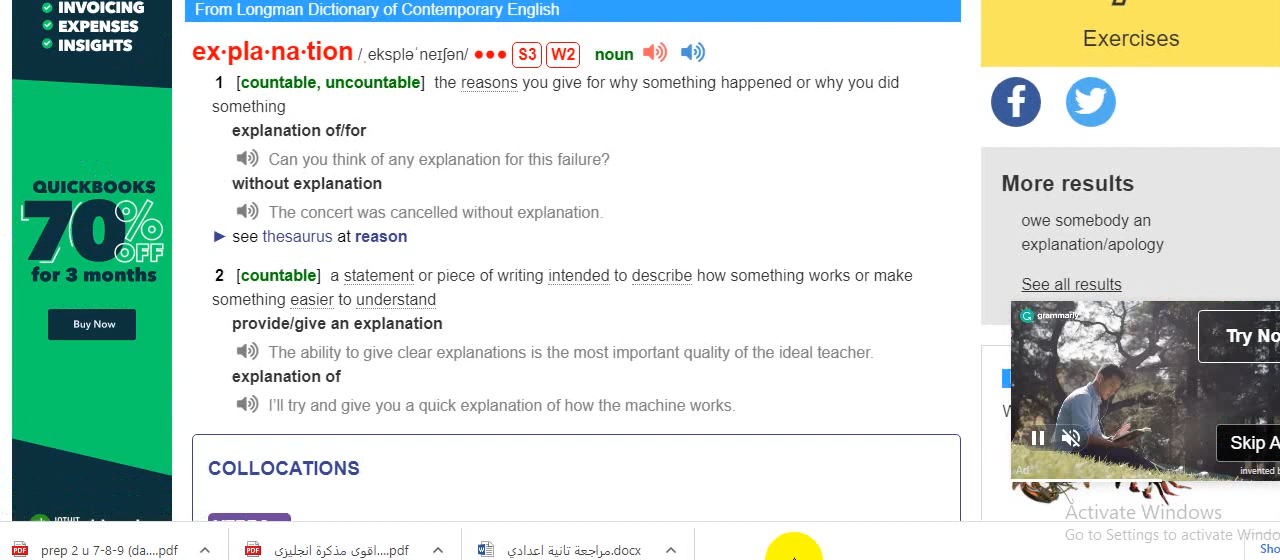 INVOICING
EXPENSES
INSIGHTS
QUICKBOOKS
70% OFF
for 3 months
Buy Now
INTUIT
From Longman Dictionary of Contemporary English
ex·pla·na·tion /ˌekspləˈneɪʃən/ ●●● S3 W2 noun
1 [countable, uncountable] the reasons you give for why something happened or why you did
something
explanation of/for
Can you think of any explanation for this failure?
without explanation
The concert was cancelled without explanation.
► see thesaurus at reason
2 [countable] a statement or piece of writing intended to describe how something works or make
something easier to understand
provide/give an explanation
The ability to give clear explanations is the most important quality of the ideal teacher.
explanation of
I’ll try and give you a quick explanation of how the machine works.
COLLOCATIONS
Exercises
More results
owe somebody an
explanation/apology
See all results
grammarly
Try No
Skip A
Ad
invented b
W
Activate Windows
Go to Settings to activate Window
PDF prep 2 u 7-8-9 (da....pdf
PDF اقوى مذكرة انجليزى....pdf
مراجعة تانية اعدادي.docx
Sho